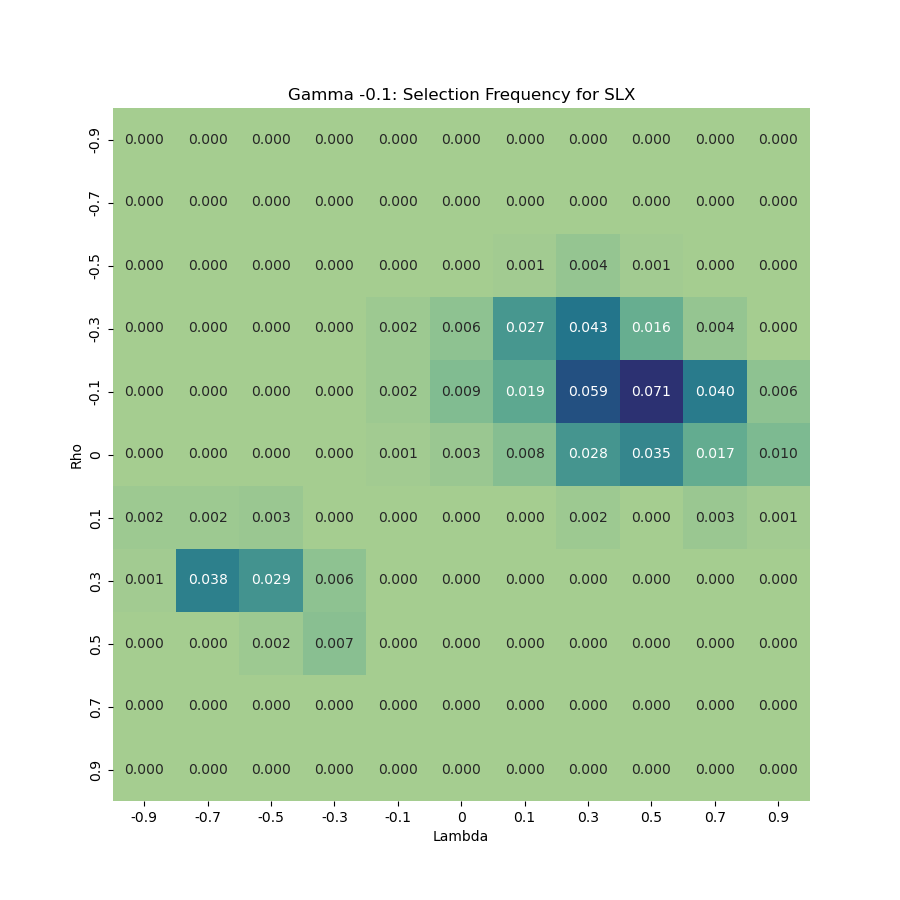 Gamma -0.1: Selection Frequency for SLX
-0.9 0.000 0.000 0.000 0.000 0.000 0.000 0.000 0.000 0.000 0.000 0.000
-0.7 0.000 0.000 0.000 0.000 0.000 0.000 0.000 0.000 0.000 0.000 0.000
-0.5 0.000 0.000 0.000 0.000 0.000 0.000 0.001 0.004 0.001 0.000 0.000
-0.3 0.000 0.000 0.000 0.000 0.002 0.006 0.027 0.043 0.016 0.004 0.000
-0.1 0.000 0.000 0.000 0.000 0.002 0.009 0.019 0.059 0.071 0.040 0.006
Rho
0 0.000 0.000 0.000 0.000 0.001 0.003 0.008 0.028 0.035 0.017 0.010
0.1 0.002 0.002 0.003 0.000 0.000 0.000 0.000 0.002 0.000 0.003 0.001
0.3 0.001 0.038 0.029 0.006 0.000 0.000 0.000 0.000 0.000 0.000 0.000
0.5 0.000 0.000 0.002 0.007 0.000 0.000 0.000 0.000 0.000 0.000 0.000
0.7 0.000 0.000 0.000 0.000 0.000 0.000 0.000 0.000 0.000 0.000 0.000
0.9 0.000 0.000 0.000 0.000 0.000 0.000 0.000 0.000 0.000 0.000 0.000
-0.9 -0.7 -0.5 -0.3 -0.1 0 0.1 0.3 0.5 0.7 0.9
Lambda